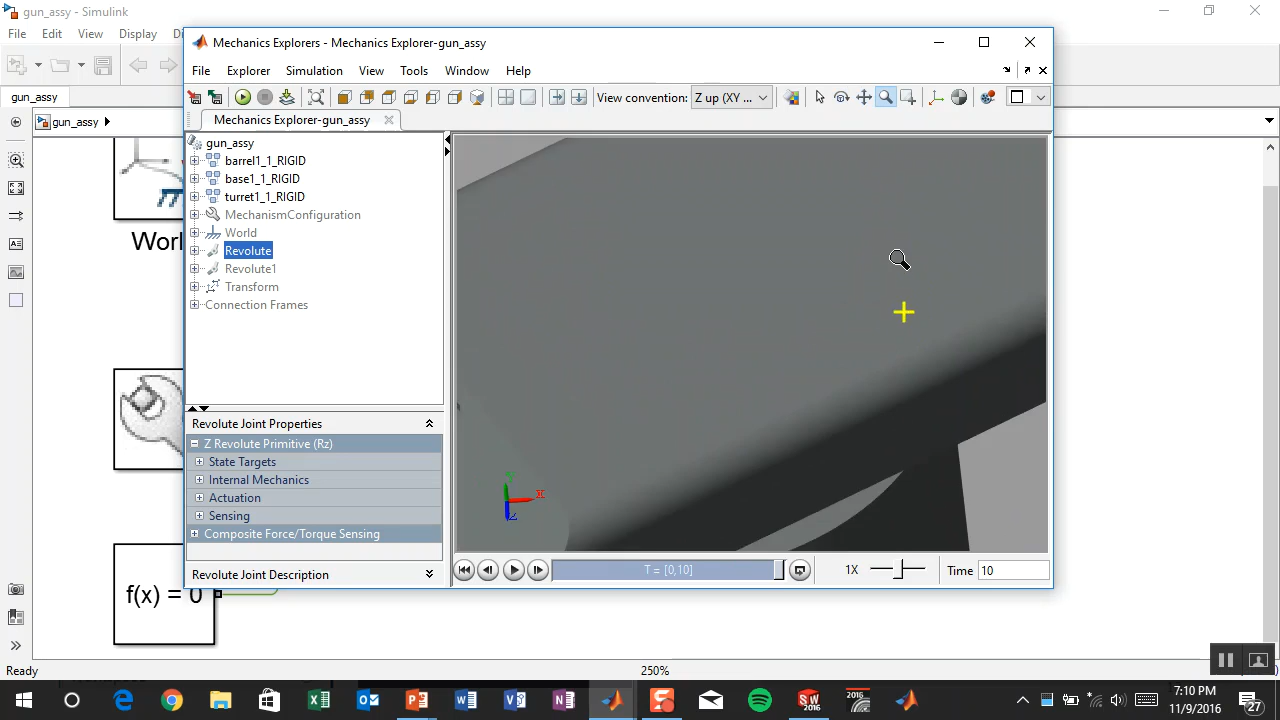 gun_assy - Simulink
File Edit View Display
Mechanics Explorers - Mechanics Explorer-gun_assy
File Explorer Simulation View Tools Window Help
gun_assy
View convention: Z up (XY ...
gun_assy
Mechanics Explorer-gun_assy
gun_assy
barrel1_1_RIGID
base1_1_RIGID
turret1_1_RIGID
MechanismConfiguration
World
Revolute
Revolute1
Transform
Connection Frames
Revolute Joint Properties
Z Revolute Primitive (Rz)
State Targets
Internal Mechanics
Actuation
Sensing
Composite Force/Torque Sensing
Revolute Joint Description
T = [0,10]
1X
Time 10
f(x) = 0
Ready
250%
7:10 PM
11/9/2016
27
2016
2016